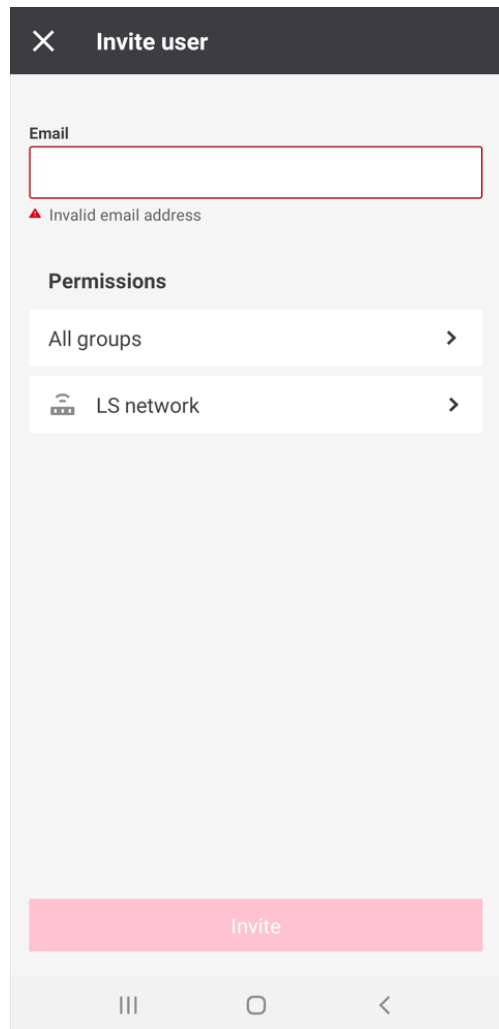 Invite user
Email
Invalid email address
Permissions
All groups
LS network
Invite